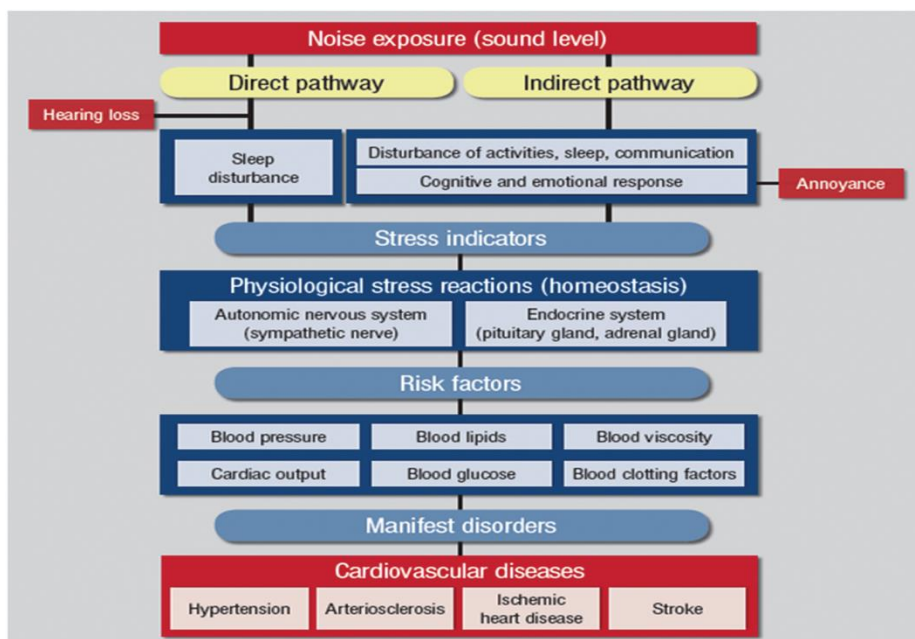 Noise exposure (sound level)
Direct pathway
Indirect pathway
Hearing loss
Sleep
disturbance
Disturbance of activities, sleep, communication
Cognitive and emotional response
Annoyance
Stress indicators
Physiological stress reactions (homeostasis)
Autonomic nervous system
(sympathetic nerve)
Endocrine system
(pituitary gland, adrenal gland)
Risk factors
Blood pressure
Blood lipids
Blood viscosity
Cardiac output
Blood glucose
Blood clotting factors
Manifest disorders
Cardiovascular diseases
Hypertension
Arteriosclerosis
Ischemic
heart disease
Stroke